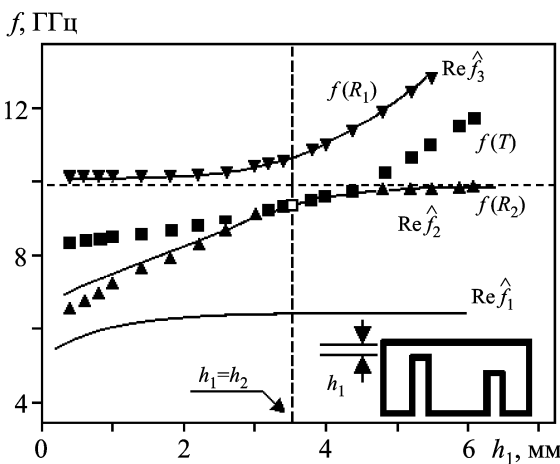 f, ГГц
Re f̂₃
f(R₁)
12
f(T)
f(R₂)
Re f̂₂
8
Re f̂₁
h₁=h₂
h₁
4
0 2 4 6 h₁, мм